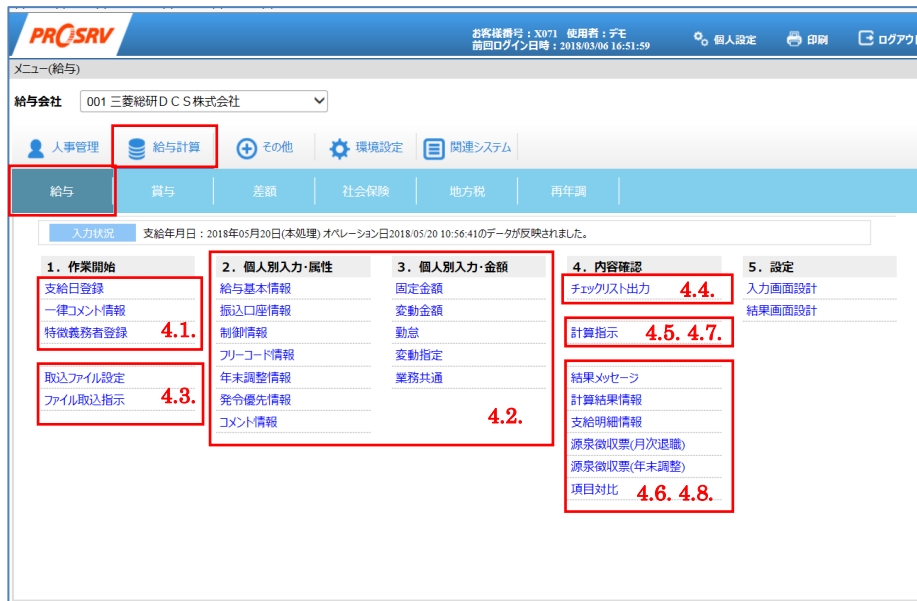 PROSRV
お客様番号：X071 使用者：デモ
前回ログイン日時：2018/03/06 16:51:59
個人設定
印刷
ログアウト
メニュー(給与)
給与会社 001 三菱総研ＤＣＳ株式会社
人事管理
給与計算
その他
環境設定
関連システム
給与
賞与
差額
社会保険
地方税
再年調
入力状況 支給年月日：2018年05月20日(本処理) オペレーション日2018/05/20 10:56:41のデータが反映されました。
1．作業開始
支給日登録
一律コメント情報
特徴義務者登録
4.1.
取込ファイル設定
ファイル取込指示
4.3.
2．個人別入力･属性
給与基本情報
振込口座情報
制御情報
フリーコード情報
年末調整情報
発令優先情報
コメント情報
3．個人別入力･金額
固定金額
変動金額
勤怠
変動指定
業務共通
4.2.
4．内容確認
チェックリスト出力
4.4.
計算指示
4.5. 4.7.
結果メッセージ
計算結果情報
支給明細情報
源泉徴収票(月次退職)
源泉徴収票(年末調整)
項目対比
4.6. 4.8.
5．設定
入力画面設計
結果画面設計